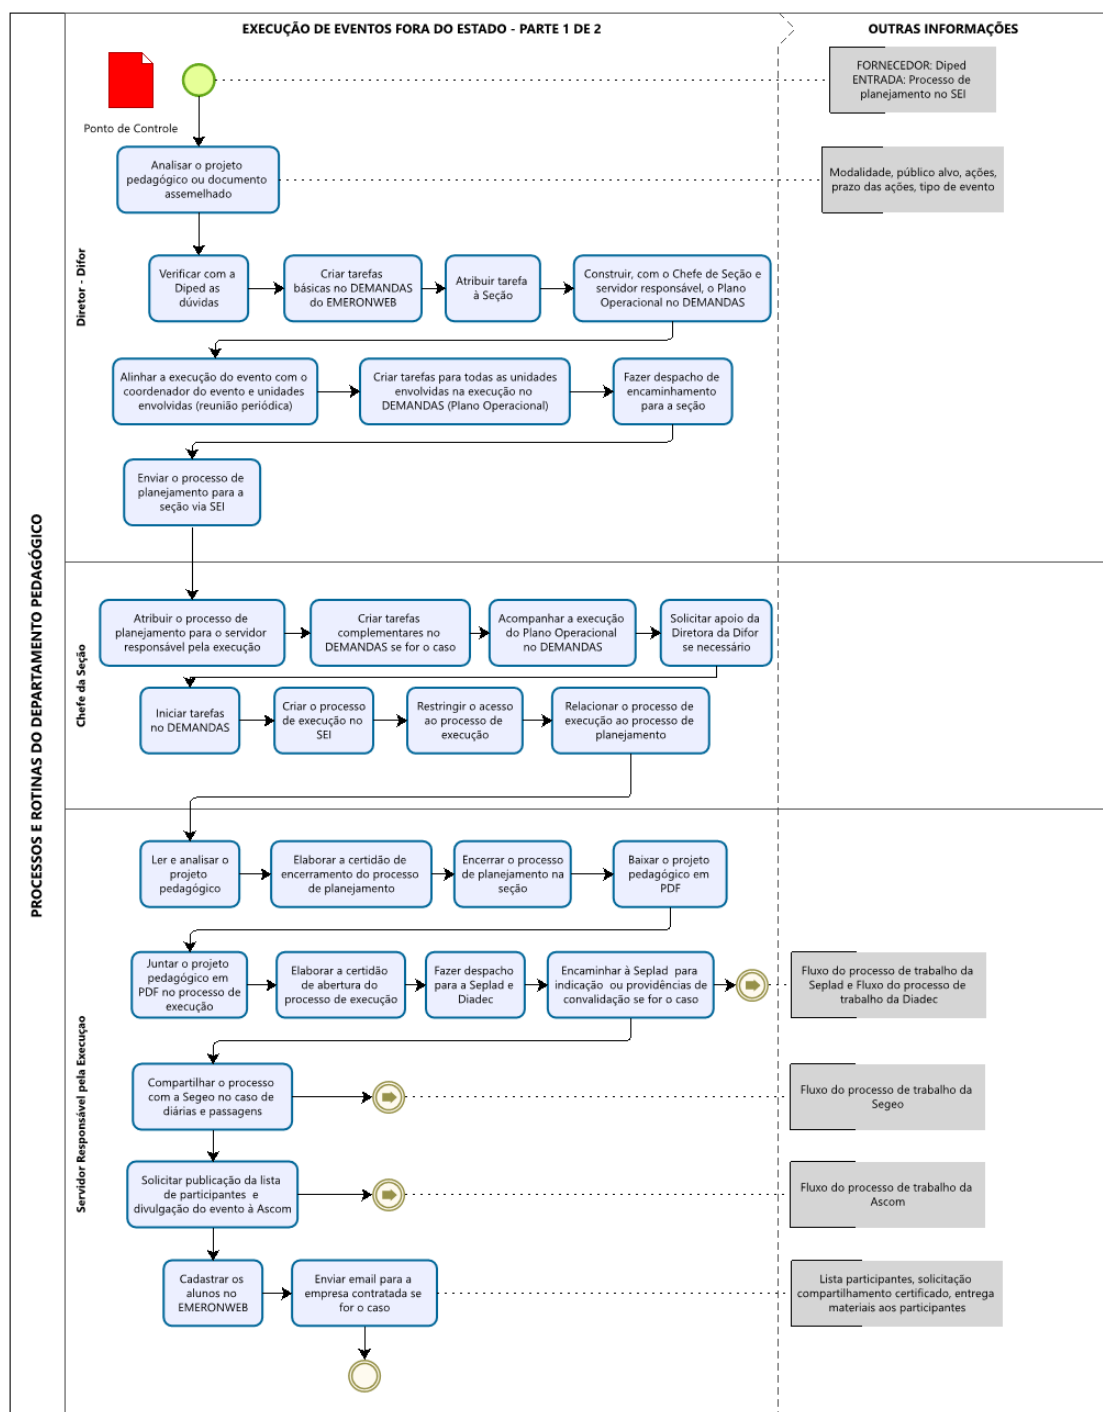 EXECUÇÃO DE EVENTOS FORA DO ESTADO - PARTE 1 DE 2
OUTRAS INFORMAÇÕES
PROCESSOS E ROTINAS DO DEPARTAMENTO PEDAGÓGICO
Diretor - Difor
Ponto de Controle
FORNECEDOR: Diped
ENTRADA: Processo de
planejamento no SEI
Analisar o projeto
pedagógico ou documento
assemelhado
Modalidade, público alvo, ações,
prazo das ações, tipo de evento
Verificar com a
Diped as
dúvidas
Criar tarefas
básicas no DEMANDAS
do EMERONWEB
Atribuir tarefa
à Seção
Construir, com o Chefe de Seção e
servidor responsável, o Plano
Operacional no DEMANDAS
Alinhar a execução do evento com o
coordenador do evento e unidades
envolvidas (reunião periódica)
Criar tarefas para todas as unidades
envolvidas na execução no
DEMANDAS (Plano Operacional)
Fazer despacho de
encaminhamento
para a seção
Enviar o processo de
planejamento para a
seção via SEI
Chefe da Seção
Atribuir o processo de
planejamento para o servidor
responsável pela execução
Criar tarefas
complementares no
DEMANDAS se for o caso
Acompanhar a execução
do Plano Operacional
no DEMANDAS
Solicitar apoio da
Diretora da Difor
se necessário
Iniciar tarefas
no DEMANDAS
Criar o processo
de execução no
SEI
Restringir o acesso
ao processo de
execução
Relacionar o processo de
execução ao processo de
planejamento
Servidor Responsável pela Execuçao
Ler e analisar o
projeto
pedagógico
Elaborar a certidão de
encerramento do processo
de planejamento
Encerrar o processo
de planejamento na
seção
Baixar o projeto
pedagógico em
PDF
Juntar o projeto
pedagógico em
PDF no processo de
execução
Elaborar a certidão
de abertura do
processo de execução
Fazer despacho
para a Seplad e
Diadec
Encaminhar à Seplad para
indicação ou providências de
convalidação se for o caso
Fluxo do processo de trabalho da
Seplad e Fluxo do processo de
trabalho da Diadec
Compartilhar o processo
com a Segeo no caso de
diárias e passagens
Fluxo do processo de trabalho da
Segeo
Solicitar publicação da lista
de participantes e
divulgação do evento à Ascom
Fluxo do processo de trabalho da
Ascom
Cadastrar os
alunos no
EMERONWEB
Enviar email para a
empresa contratada se
for o caso
Lista participantes, solicitação
compartilhamento certificado, entrega
materiais aos participantes